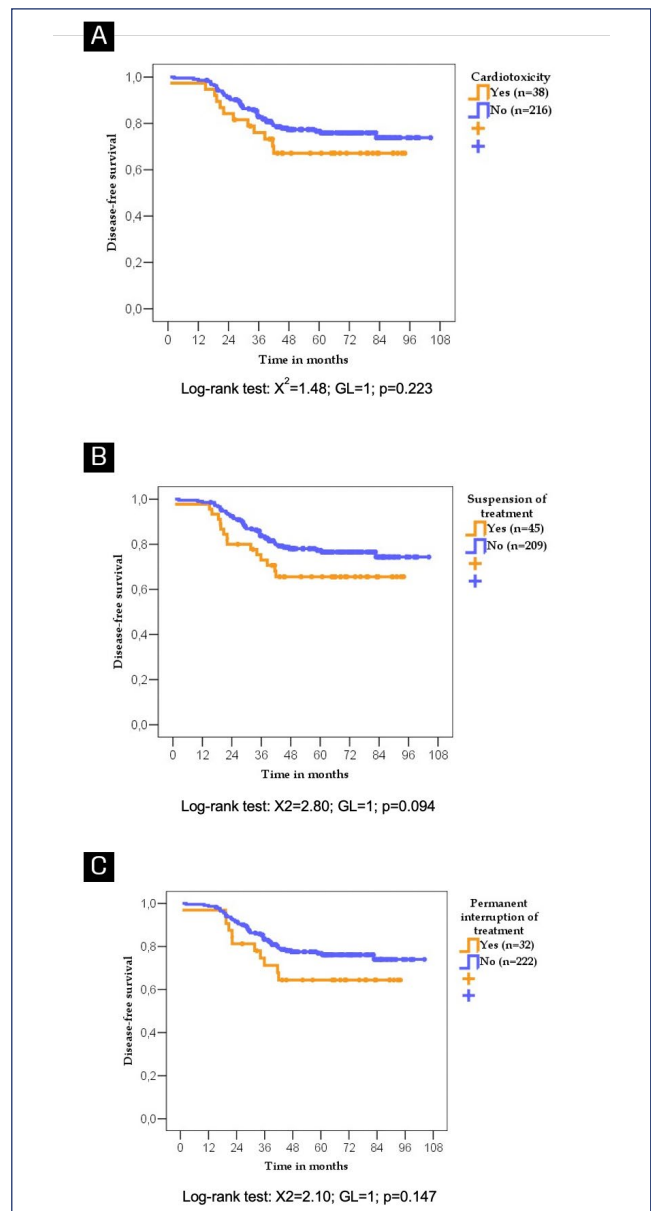 A
Disease-free survival
1,0
0,8
0,6
0,4
0,2
0,0
0 12 24 36 48 60 72 84 96 108
Time in months
Cardiotoxicity
Yes (n=38)
No (n=216)
Log-rank test: X²=1.48; GL=1; p=0.223
B
Disease-free survival
1,0
0,8
0,6
0,4
0,2
0,0
0 12 24 36 48 60 72 84 96 108
Time in months
Suspension of
treatment
Yes (n=45)
No (n=209)
Log-rank test: X2=2.80; GL=1; p=0.094
C
Disease-free survival
1,0
0,8
0,6
0,4
0,2
0,0
0 12 24 36 48 60 72 84 96 108
Time in months
Permanent
interruption of
treatment
Yes (n=32)
No (n=222)
Log-rank test: X2=2.10; GL=1; p=0.147